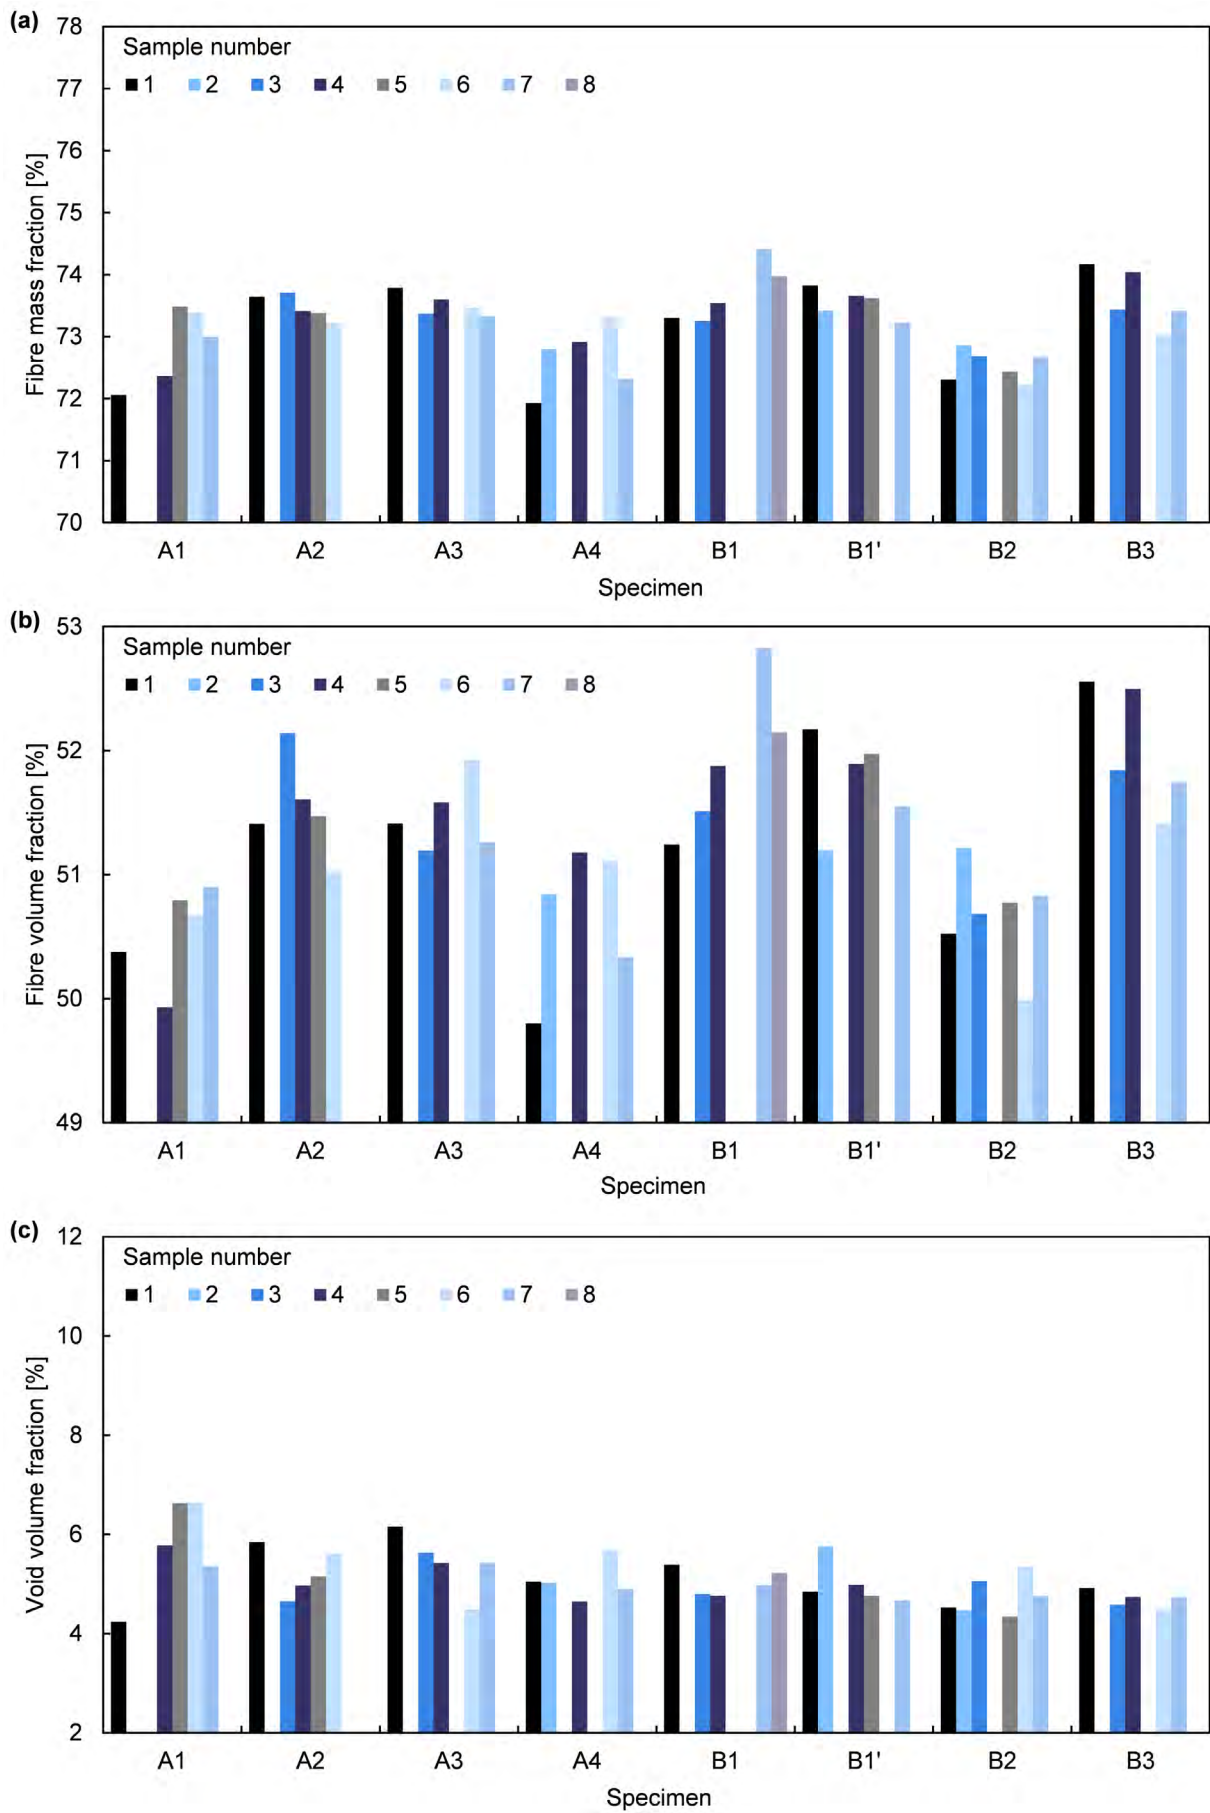 (a)
78
77
76
75
74
73
72
71
70
Fibre mass fraction [%]
Sample number
1 2 3 4 5 6 7 8
A1 A2 A3 A4 B1 B1' B2 B3
Specimen
(b)
53
52
51
50
49
Fibre volume fraction [%]
Sample number
1 2 3 4 5 6 7 8
A1 A2 A3 A4 B1 B1' B2 B3
Specimen
(c)
12
10
8
6
4
2
Void volume fraction [%]
Sample number
1 2 3 4 5 6 7 8
A1 A2 A3 A4 B1 B1' B2 B3
Specimen